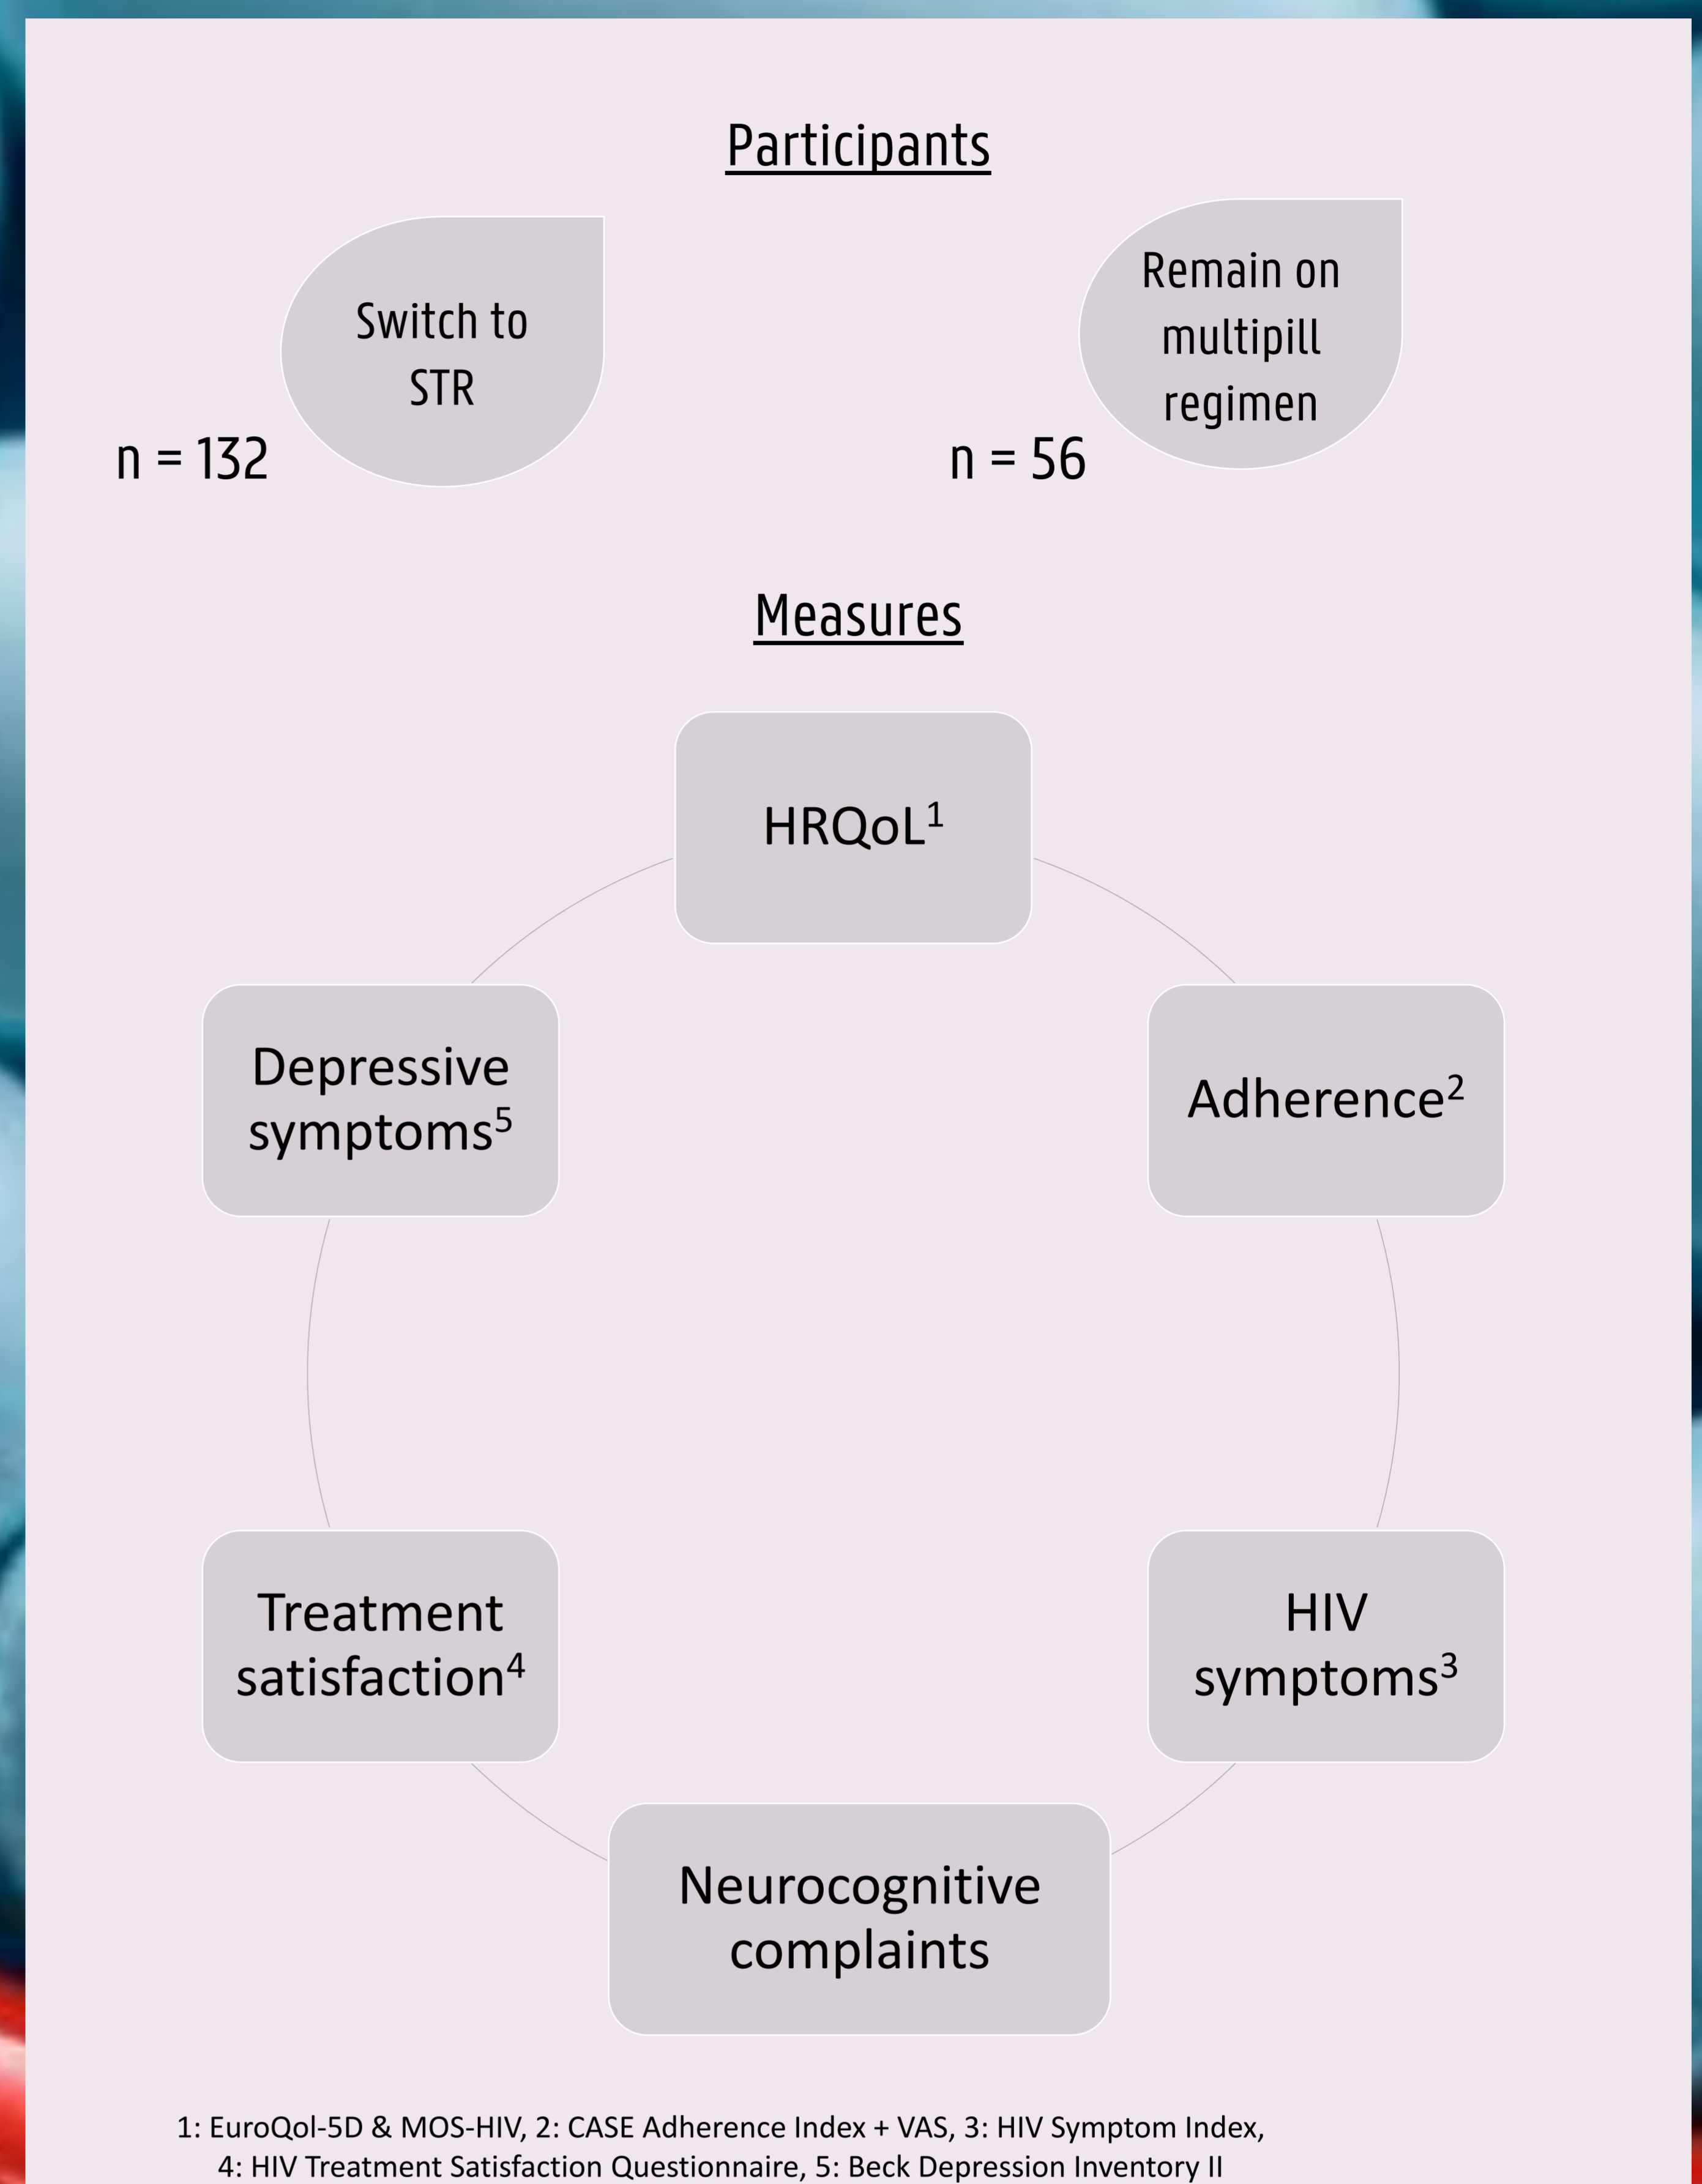 Participants
Switch to
STR
n = 132
Remain on
multipill
regimen
n = 56
Measures
HRQoL¹
Adherence²
HIV
symptoms³
Neurocognitive
complaints
Treatment
satisfaction⁴
Depressive
symptoms⁵
1: EuroQol-5D & MOS-HIV, 2: CASE Adherence Index + VAS, 3: HIV Symptom Index,
4: HIV Treatment Satisfaction Questionnaire, 5: Beck Depression Inventory II